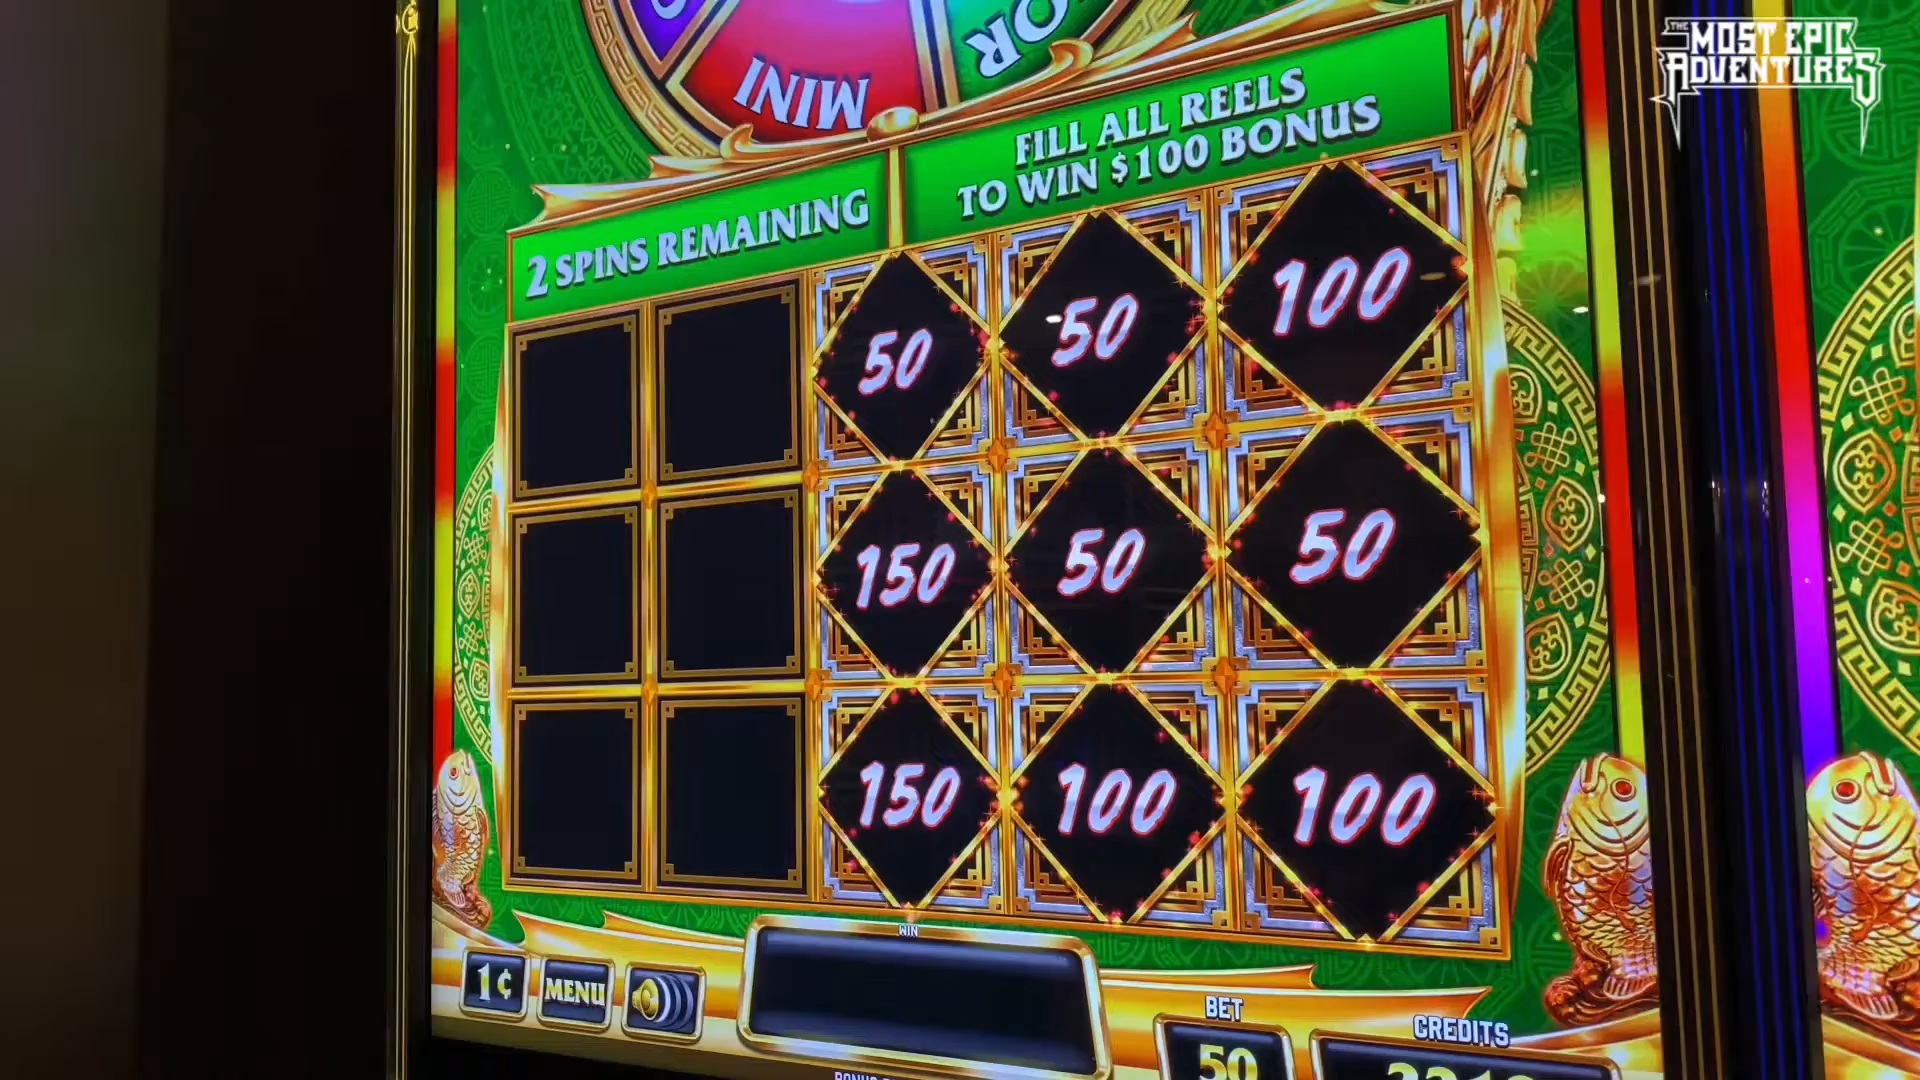 THE
MOST EPIC
ADVENTURES
MINI
FILL ALL REELS
TO WIN $100 BONUS
2 SPINS REMAINING
50 50 100
150 50 50
150 100 100
WIN
1¢ MENU
BET
50
CREDITS